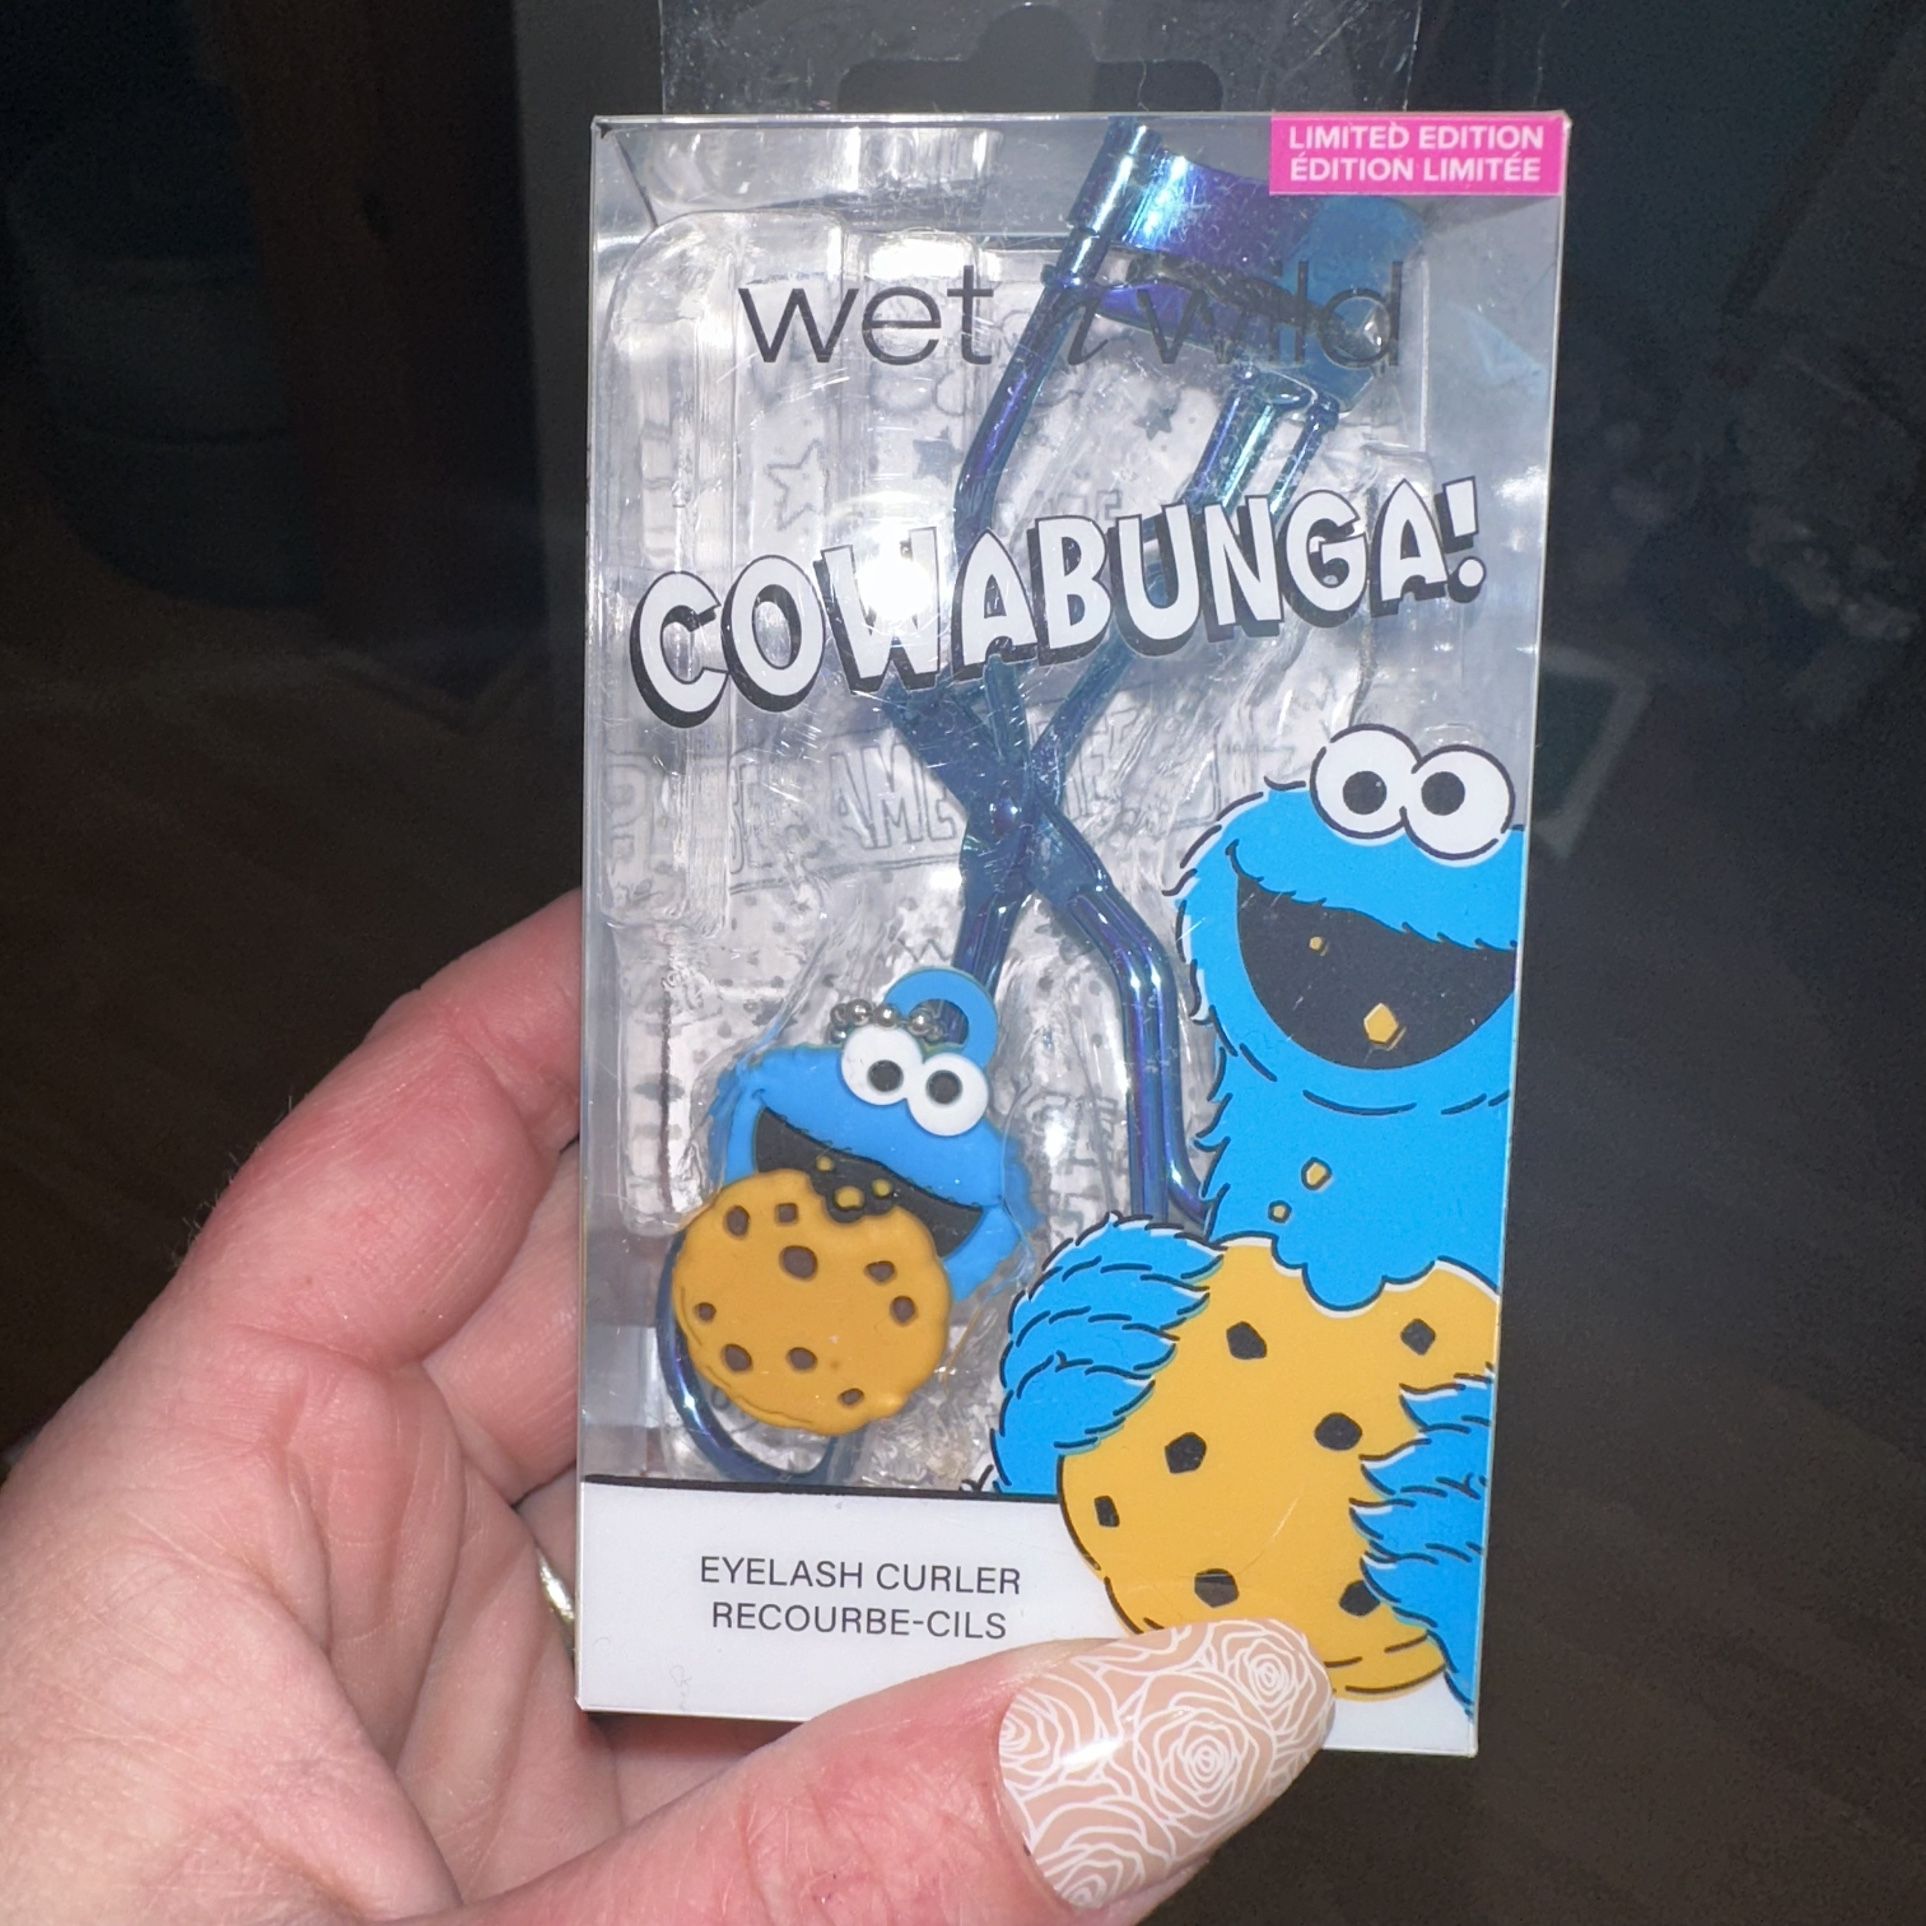 LIMITED EDITION
ÉDITION LIMITÉE
wet n wild
COWABUNGA!
EYELASH CURLER
RECOURBE-CILS